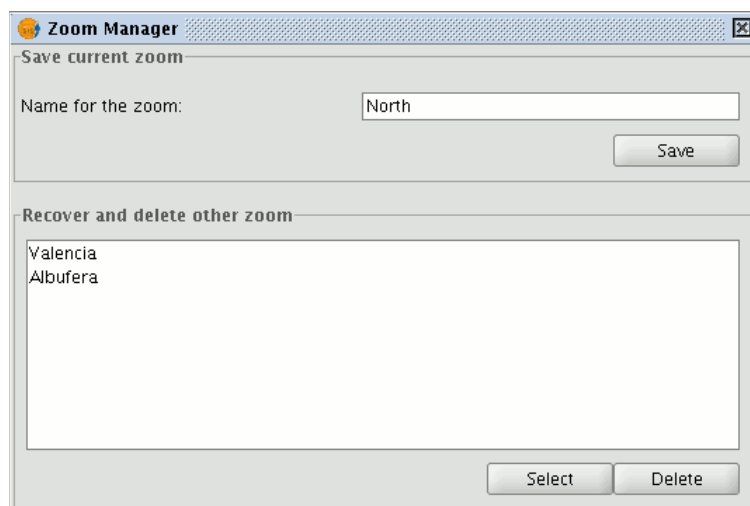 Zoom Manager
Save current zoom
Name for the zoom: North
Save
Recover and delete other zoom
Valencia
Albufera
Select Delete